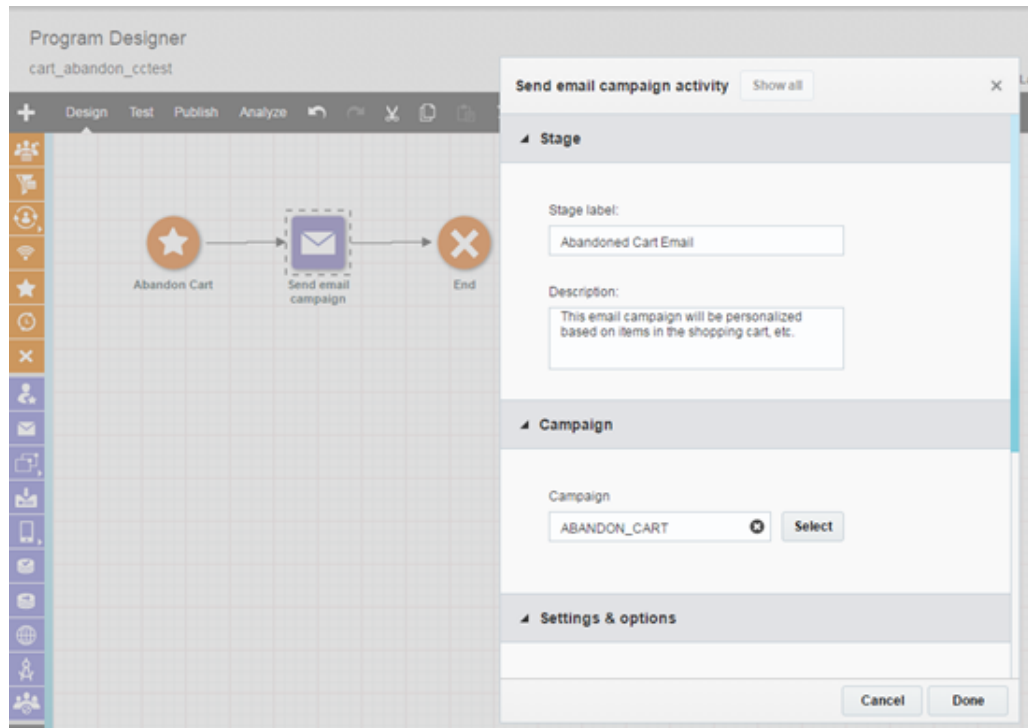 Program Designer
cart_abandon_cctest
Design Test Publish Analyze
Abandon Cart
Send email
campaign
End
Send email campaign activity Show all
Stage
Stage label:
Abandoned Cart Email
Description:
This email campaign will be personalized
based on items in the shopping cart, etc.
Campaign
Campaign
ABANDON_CART
Select
Settings & options
Cancel Done